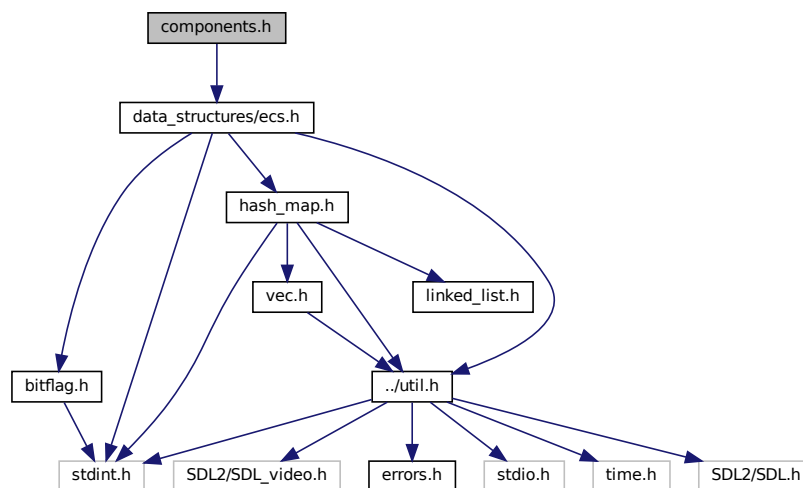 components.h
data_structures/ecs.h
hash_map.h
vec.h
linked_list.h
bitflag.h
../util.h
stdint.h
SDL2/SDL_video.h
errors.h
stdio.h
time.h
SDL2/SDL.h